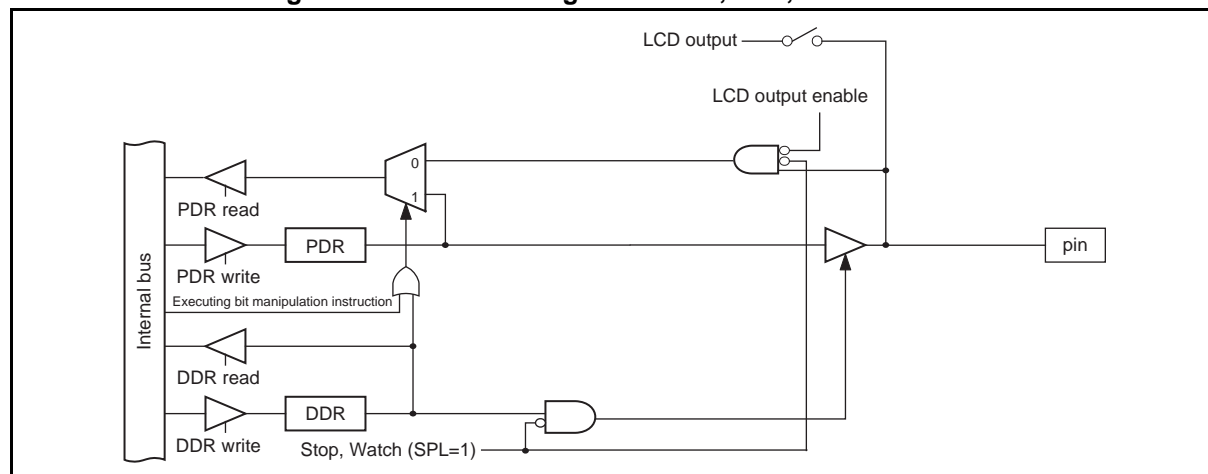 LCD output
LCD output enable
0
1
PDR read
PDR
pin
PDR write
Internal bus
Executing bit manipulation instruction
DDR read
DDR
DDR write
Stop, Watch (SPL=1)